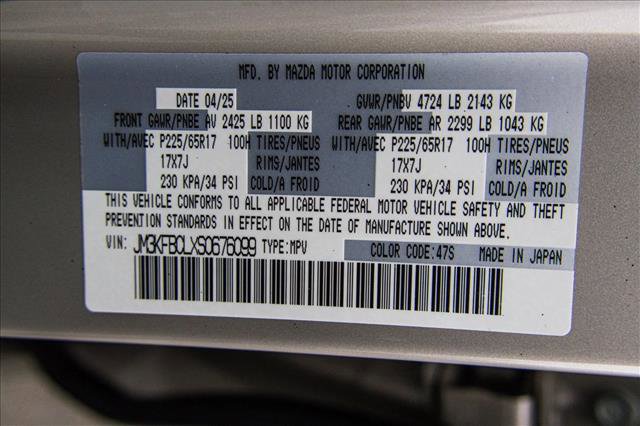 MFD. BY MAZDA MOTOR CORPORATION
DATE 04/25 GVWR/PNBV 4724 LB 2143 KG
FRONT GAWR/PNBE AV 2425 LB 1100 KG REAR GAWR/PNBE AR 2299 LB 1043 KG
WITH/AVEC P225/65R17 100H TIRES/PNEUS WITH/AVEC P225/65R17 100H TIRES/PNEUS
17X7J RIMS/JANTES 17X7J RIMS/JANTES
230 KPA/34 PSI COLD/A FROID 230 KPA/34 PSI COLD/A FROID
THIS VEHICLE CONFORMS TO ALL APPLICABLE FEDERAL MOTOR VEHICLE SAFETY AND THEFT
PREVENTION STANDARDS IN EFFECT ON THE DATE OF MANUFACTURE SHOWN ABOVE.
VIN: JM3KFBCLXS0676099 TYPE: MPV COLOR CODE: 47S MADE IN JAPAN